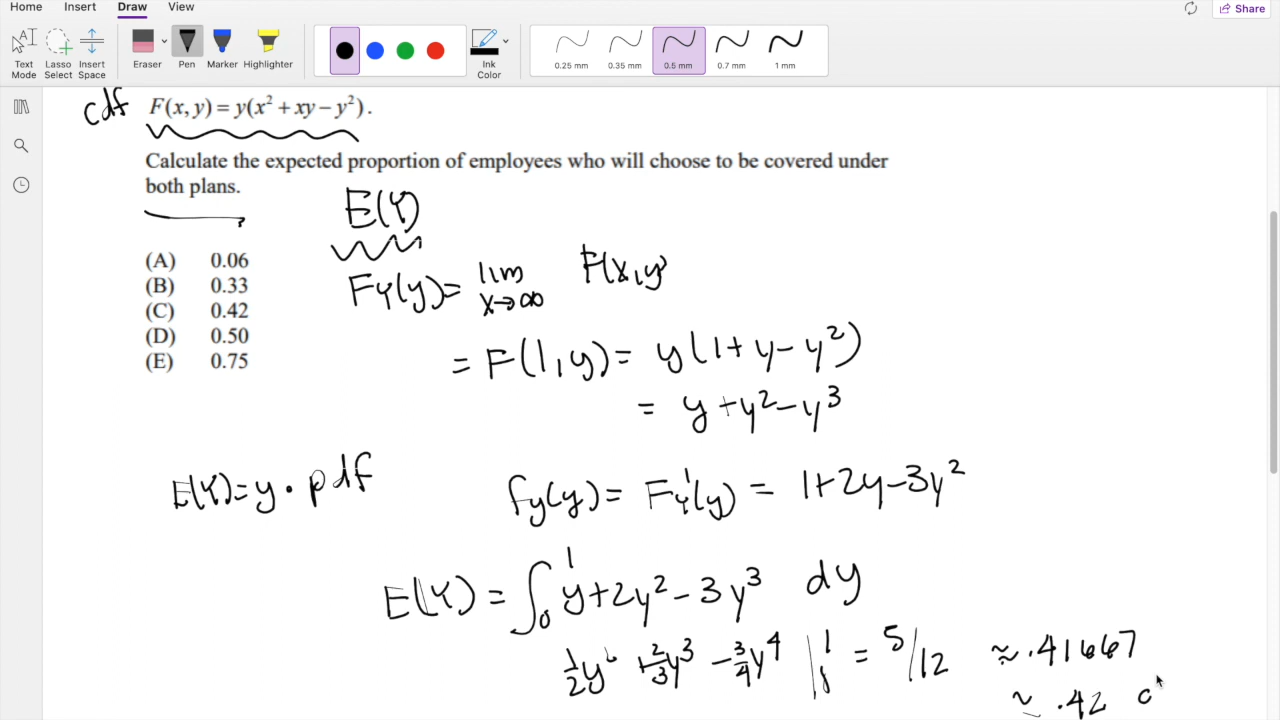 Home Insert Draw View Share
Text Mode Lasso Select Insert Space Eraser Pen Marker Highlighter Ink Color 0.25 mm 0.35 mm 0.5 mm 0.7 mm 1 mm
cdf F(x, y) = y(x² + xy − y²).
Calculate the expected proportion of employees who will choose to be covered under
both plans.
E(Y)
(A) 0.06
(B) 0.33
(C) 0.42
(D) 0.50
(E) 0.75
FY(y) = lim x→∞ F(x,y)
= F(1,y) = y(1+y−y²)
= y+y²−y³
E(Y)=y·pdf
fy(y) = FY'(y) = 1+2y−3y²
E(Y) = ∫₀¹ y+2y²−3y³ dy
½y² +⅔y³ −¾y⁴ |₀¹ = 5/12 ≈ .41667
≈ .42